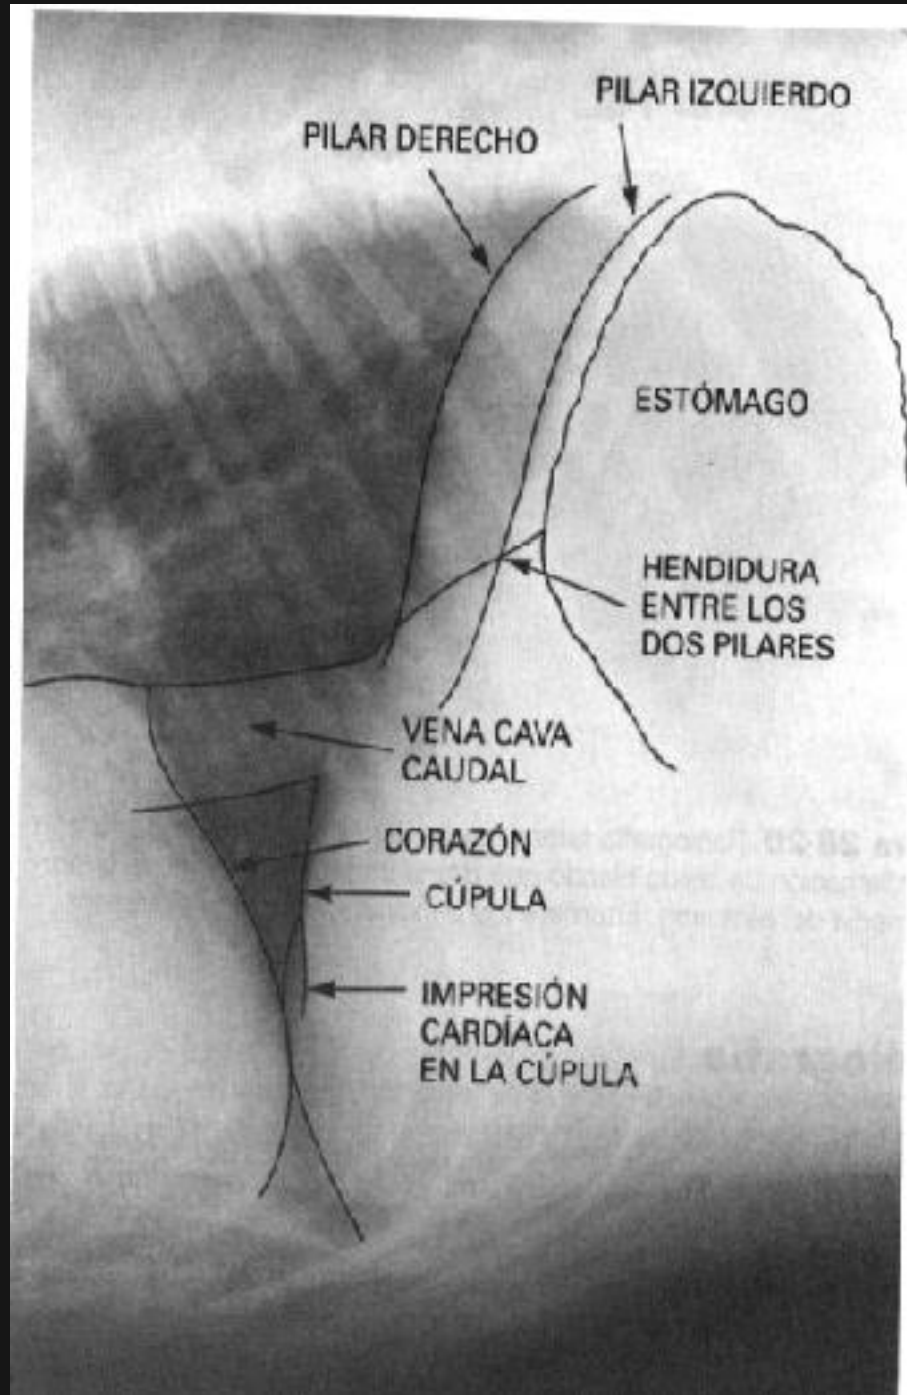 PILAR IZQUIERDO
PILAR DERECHO
ESTÓMAGO
HENDIDURA
ENTRE LOS
DOS PILARES
VENA CAVA
CAUDAL
CORAZÓN
CÚPULA
IMPRESIÓN
CARDÍACA
EN LA CÚPULA